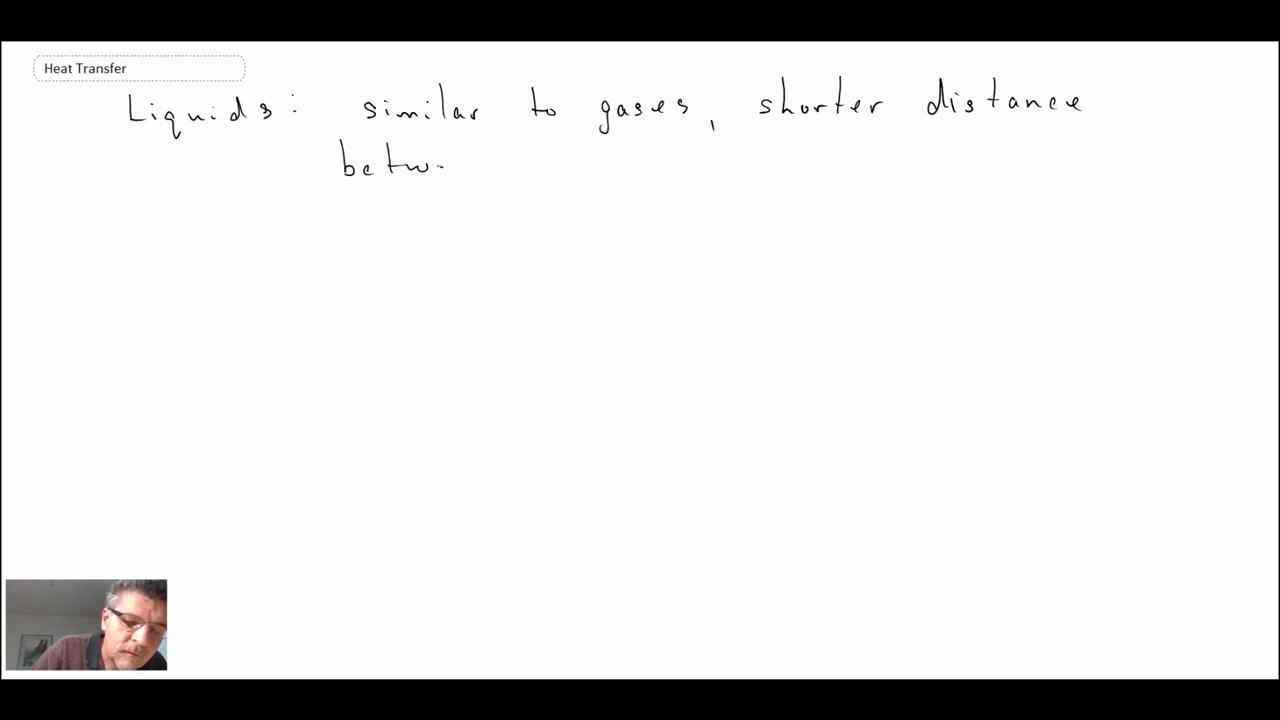 Heat Transfer
Liquids: similar to gases, shorter distance
betw